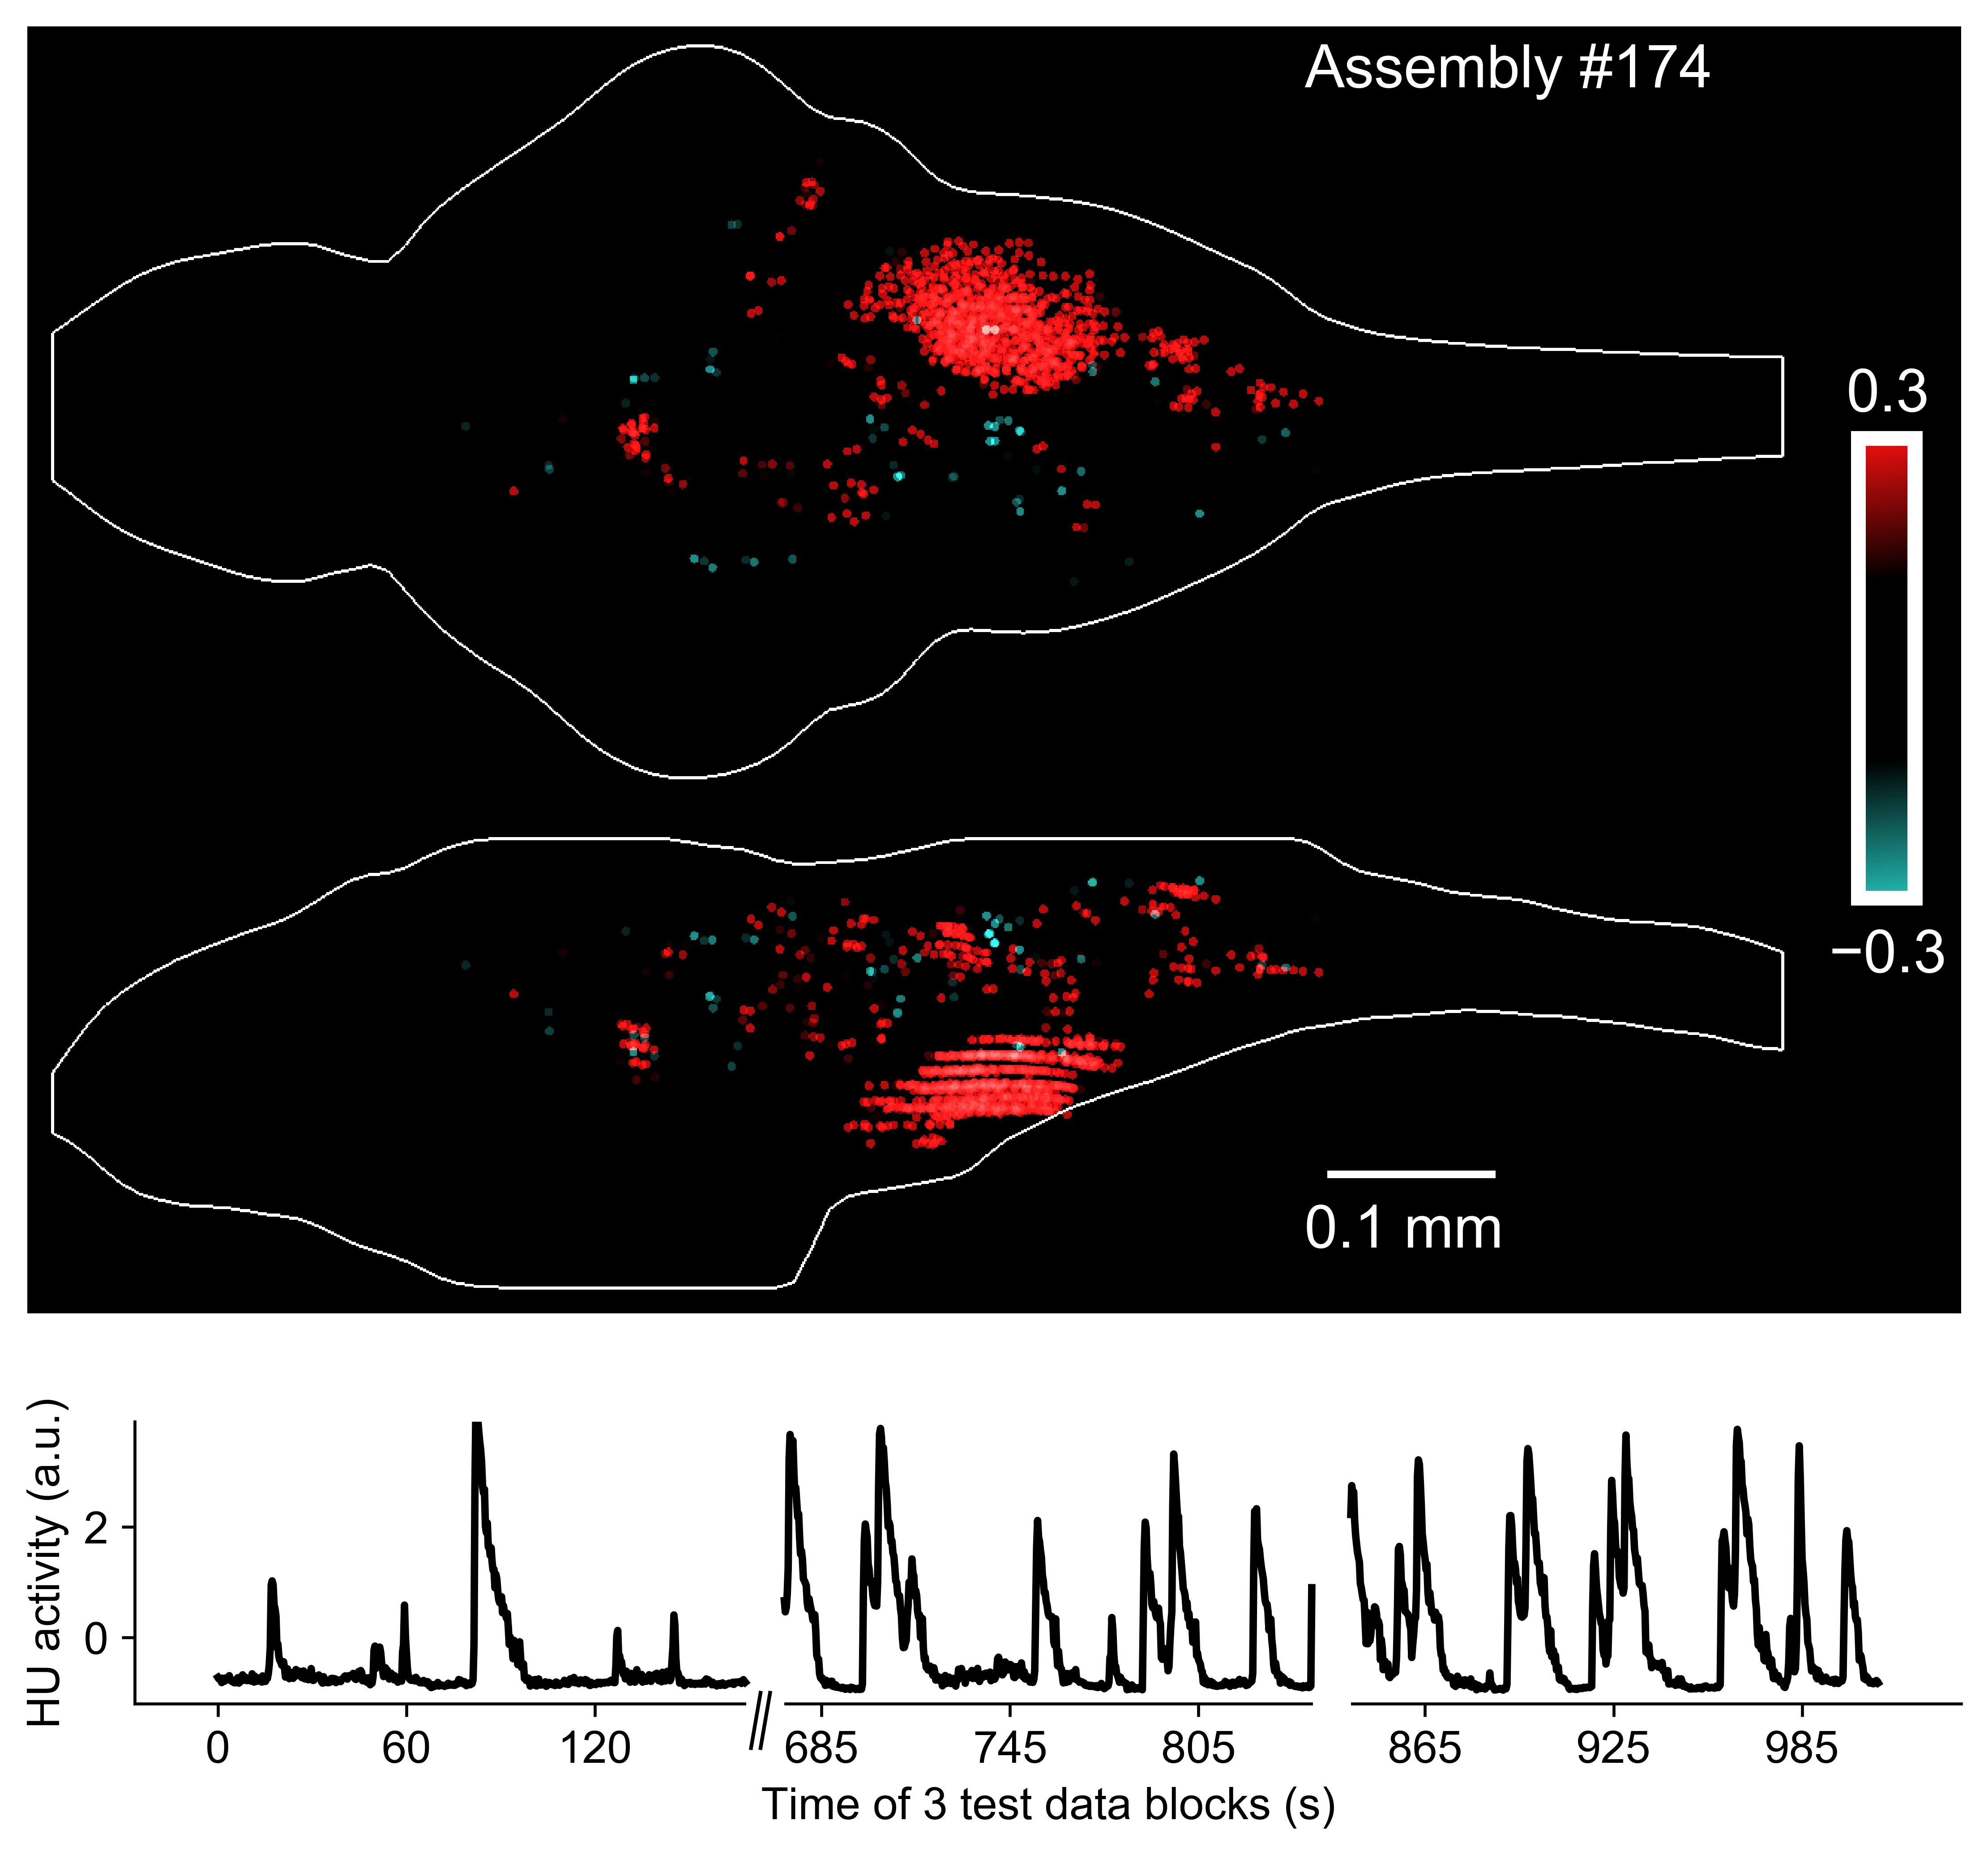 Assembly #174
0.3
−0.3
0.1 mm
HU activity (a.u.)
2
0
0 60 120 685 745 805 865 925 985
Time of 3 test data blocks (s)